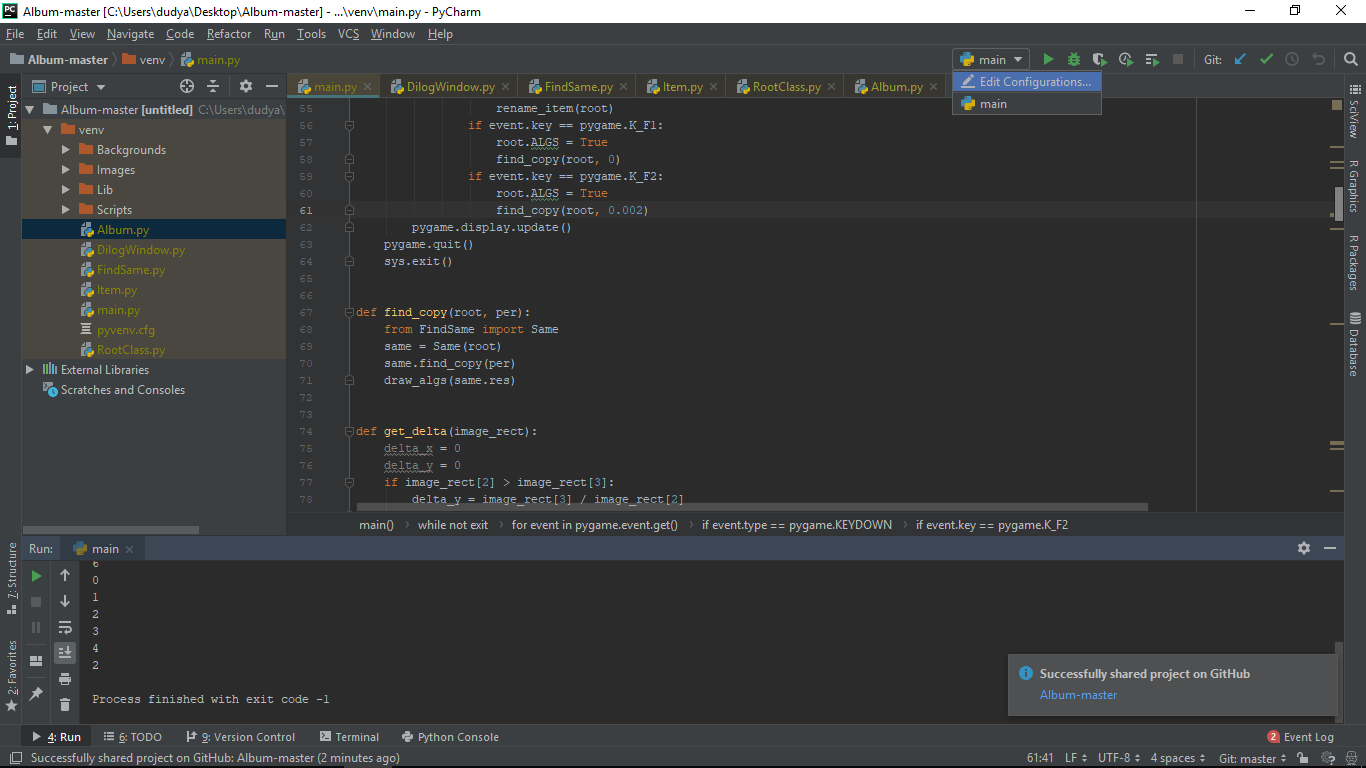 Album-master [C:\Users\dudya\Desktop\Album-master] - ...\venv\main.py - PyCharm
File Edit View Navigate Code Refactor Run Tools VCS Window Help
Album-master venv main.py main Git:
Edit Configurations...
main
Project
main.py DilogWindow.py FindSame.py Item.py RootClass.py Album.py
1: Project
Album-master [untitled] C:\Users\dudya\
venv
Backgrounds
Images
Lib
Scripts
Album.py
DilogWindow.py
FindSame.py
Item.py
main.py
pyvenv.cfg
RootClass.py
External Libraries
Scratches and Consoles
55 rename_item(root)
56 if event.key == pygame.K_F1:
57 root.ALGS = True
58 find_copy(root, 0)
59 if event.key == pygame.K_F2:
60 root.ALGS = True
61 find_copy(root, 0.002)
62 pygame.display.update()
63 pygame.quit()
64 sys.exit()
65
66
67 def find_copy(root, per):
68 from FindSame import Same
69 same = Same(root)
70 same.find_copy(per)
71 draw_algs(same.res)
72
73
74 def get_delta(image_rect):
75 delta_x = 0
76 delta_y = 0
77 if image_rect[2] > image_rect[3]:
78 delta_y = image_rect[3] / image_rect[2]
main() while not exit for event in pygame.event.get() if event.type == pygame.KEYDOWN if event.key == pygame.K_F2
SciView
R Graphics
R Packages
Database
7: Structure
2: Favorites
Run: main
6
0
1
2
3
4
2
Process finished with exit code -1
Successfully shared project on GitHub
Album-master
4: Run 6: TODO 9: Version Control Terminal Python Console 2 Event Log
Successfully shared project on GitHub: Album-master (2 minutes ago) 61:41 LF UTF-8 4 spaces Git: master